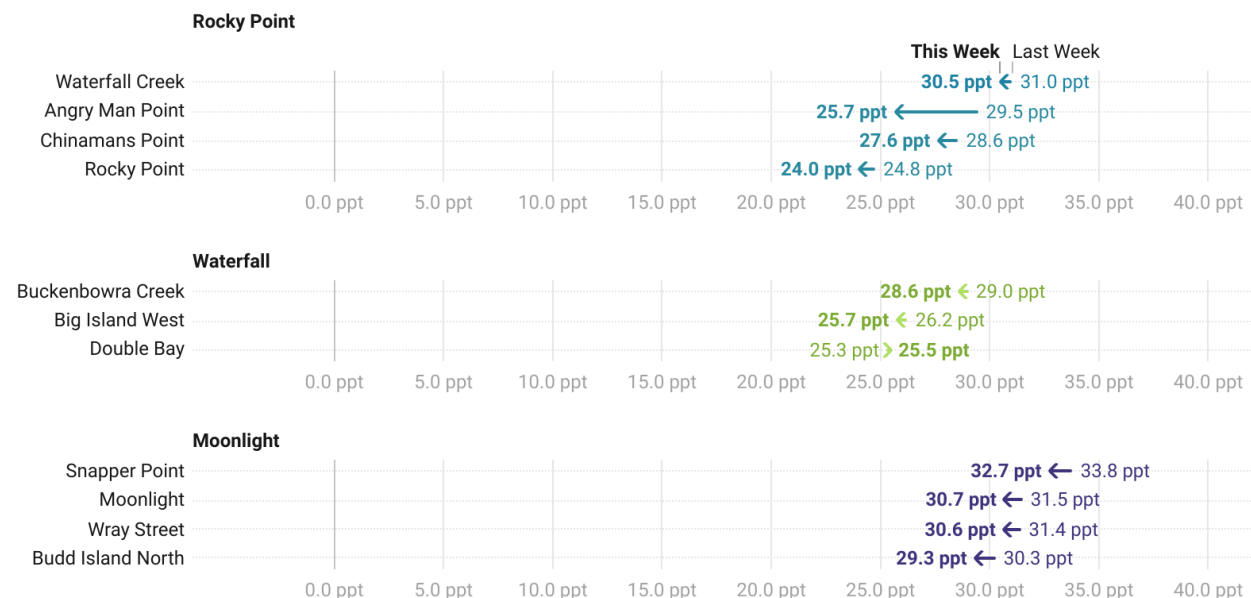 Rocky Point
This Week Last Week
Waterfall Creek 30.5 ppt 31.0 ppt
Angry Man Point 25.7 ppt 29.5 ppt
Chinamans Point 27.6 ppt 28.6 ppt
Rocky Point 24.0 ppt 24.8 ppt
0.0 ppt 5.0 ppt 10.0 ppt 15.0 ppt 20.0 ppt 25.0 ppt 30.0 ppt 35.0 ppt 40.0 ppt
Waterfall
Buckenbowra Creek 28.6 ppt 29.0 ppt
Big Island West 25.7 ppt 26.2 ppt
Double Bay 25.3 ppt 25.5 ppt
0.0 ppt 5.0 ppt 10.0 ppt 15.0 ppt 20.0 ppt 25.0 ppt 30.0 ppt 35.0 ppt 40.0 ppt
Moonlight
Snapper Point 32.7 ppt 33.8 ppt
Moonlight 30.7 ppt 31.5 ppt
Wray Street 30.6 ppt 31.4 ppt
Budd Island North 29.3 ppt 30.3 ppt
0.0 ppt 5.0 ppt 10.0 ppt 15.0 ppt 20.0 ppt 25.0 ppt 30.0 ppt 35.0 ppt 40.0 ppt